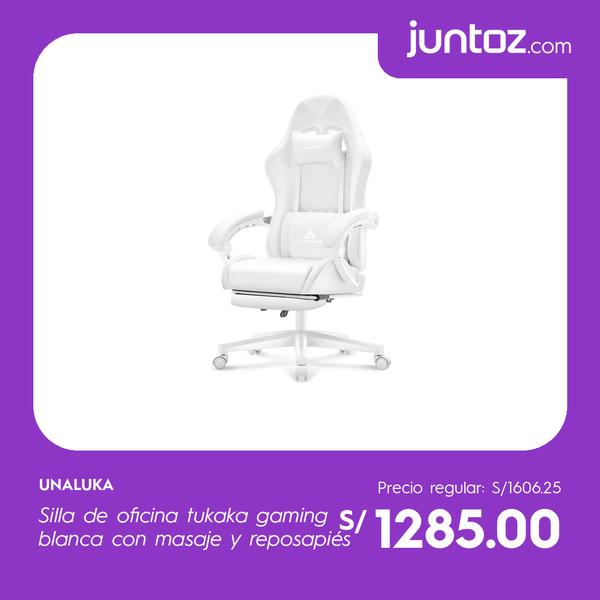 juntoz.com
UNALUKA
Silla de oficina tukaka gaming
blanca con masaje y reposapiés
Precio regular: S/1606.25
S/ 1285.00